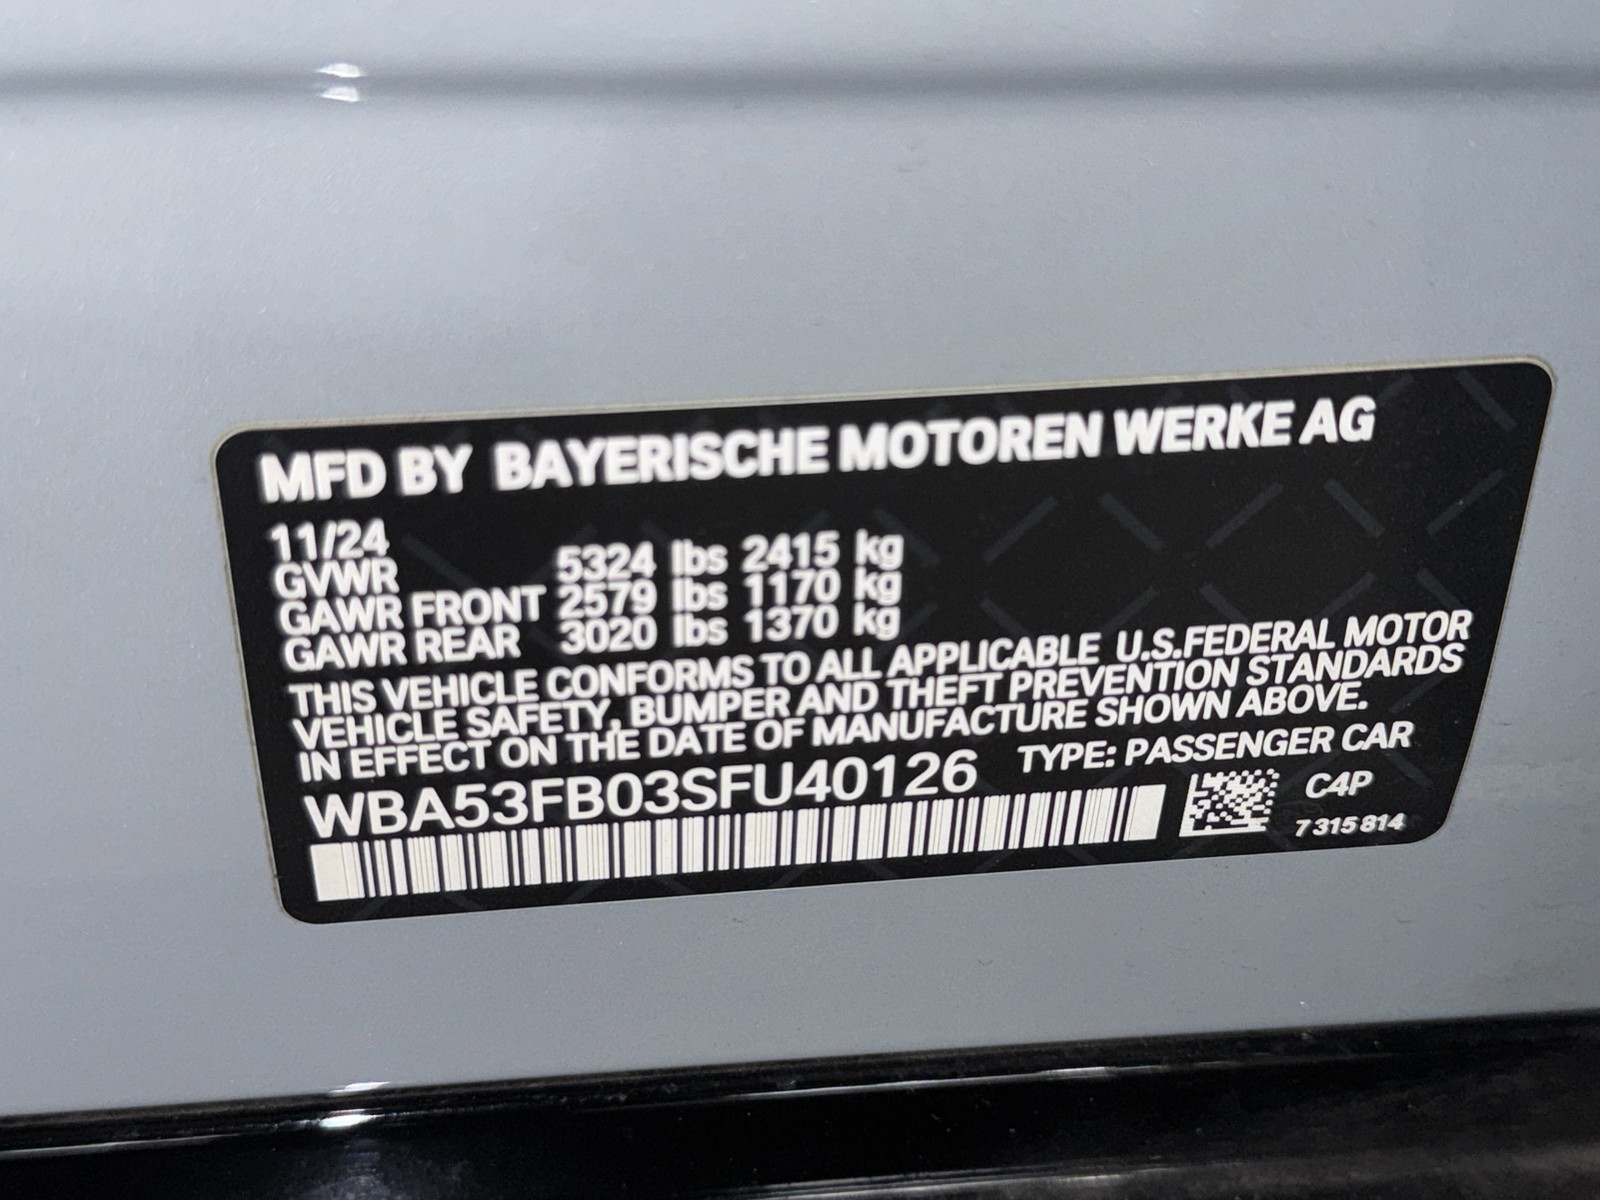 MFD BY BAYERISCHE MOTOREN WERKE AG
11/24
GVWR 5324 lbs 2415 kg
GAWR FRONT 2579 lbs 1170 kg
GAWR REAR 3020 lbs 1370 kg
THIS VEHICLE CONFORMS TO ALL APPLICABLE U.S.FEDERAL MOTOR
VEHICLE SAFETY, BUMPER AND THEFT PREVENTION STANDARDS
IN EFFECT ON THE DATE OF MANUFACTURE SHOWN ABOVE.
WBA53FB03SFU40126 TYPE: PASSENGER CAR
C4P
7 315 814